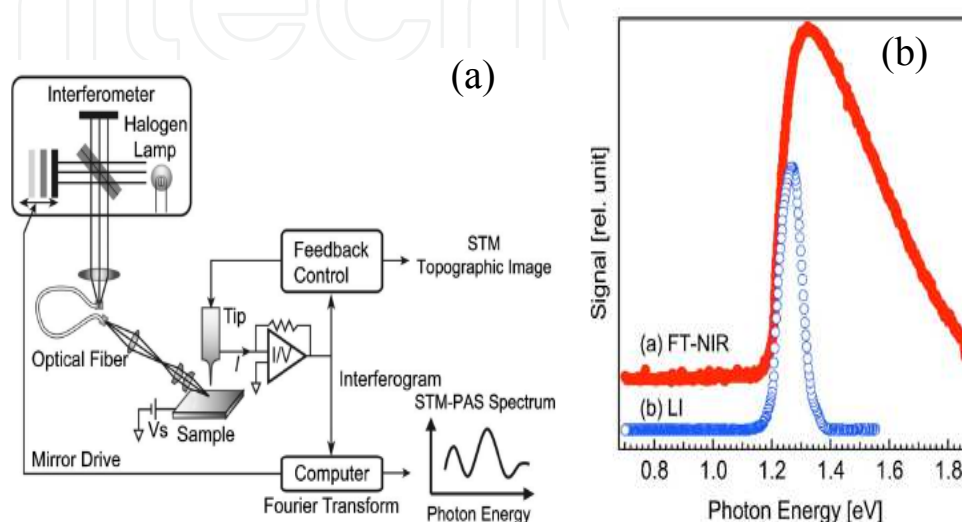 (a)
Interferometer
Halogen
Lamp
Feedback
Control
STM
Topographic Image
Tip
I/V
I
Optical Fiber
Interferogram
STM-PAS Spectrum
Vs
Sample
Mirror Drive
Computer
Fourier Transform
Photon Energy
(b)
Signal [rel. unit]
(a) FT-NIR
(b) LI
0.8 1.0 1.2 1.4 1.6 1.8
Photon Energy [eV]